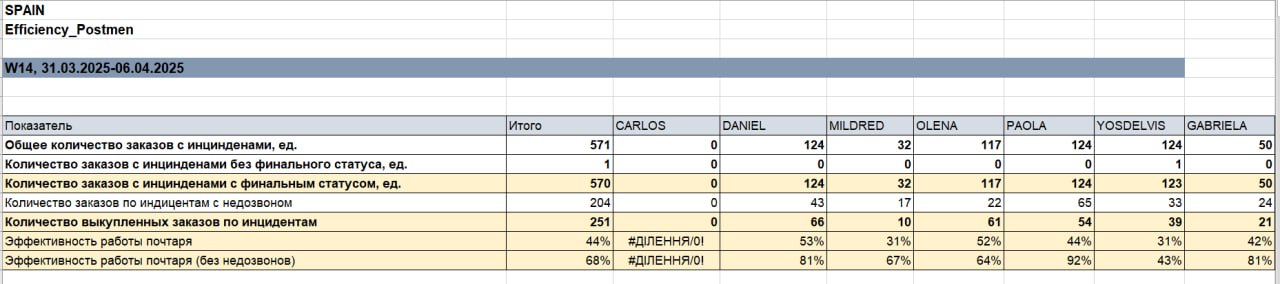 SPAIN
Efficiency_Postmen
W14, 31.03.2025-06.04.2025
Показатель Итого CARLOS DANIEL MILDRED OLENA PAOLA YOSDELVIS GABRIELA
Общее количество заказов с инцинденами, ед. 571 0 124 32 117 124 124 50
Количество заказов с инцинденами без финального статуса, ед. 1 0 0 0 0 0 1 0
Количество заказов с инцинденами с финальным статусом, ед. 570 0 124 32 117 124 123 50
Количество заказов по индицентам с недозвоном 204 0 43 17 22 65 33 24
Количество выкупленных заказов по инцидентам 251 0 66 10 61 54 39 21
Эффективность работы почтаря 44% #ДІЛЕННЯ/0! 53% 31% 52% 44% 31% 42%
Эффективность работы почтаря (без недозвонов) 68% #ДІЛЕННЯ/0! 81% 67% 64% 92% 43% 81%